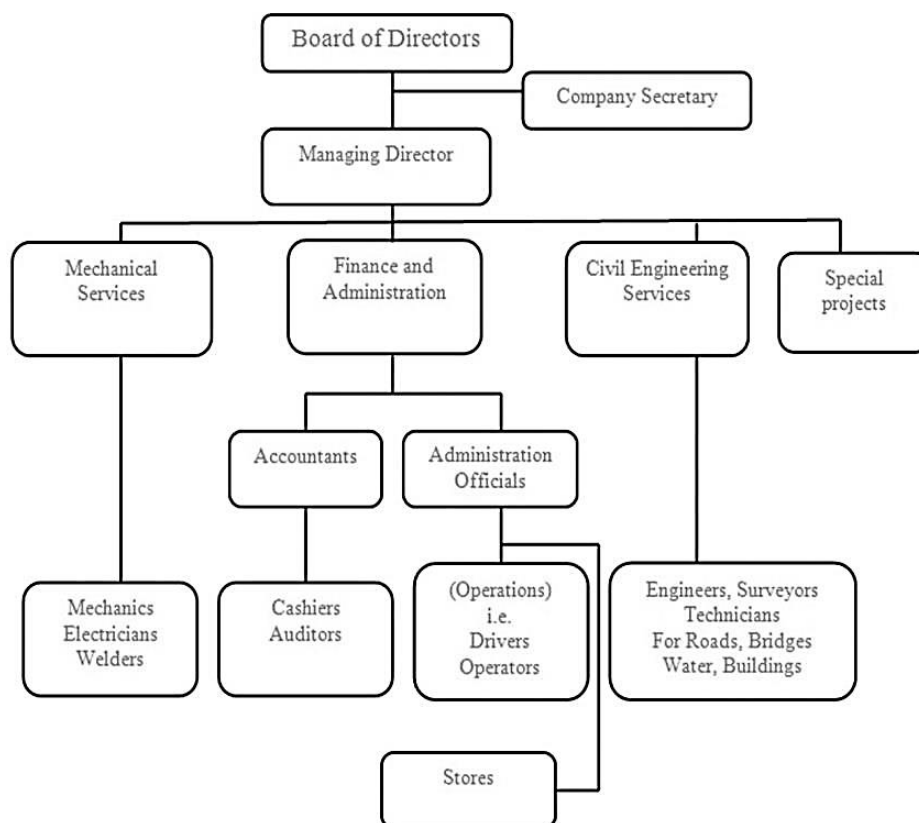 Board of Directors
Company Secretary
Managing Director
Mechanical
Services
Finance and
Administration
Civil Engineering
Services
Special
projects
Accountants
Administration
Officials
Mechanics
Electricians
Welders
Cashiers
Auditors
(Operations)
i.e.
Drivers
Operators
Engineers, Surveyors
Technicians
For Roads, Bridges
Water, Buildings
Stores